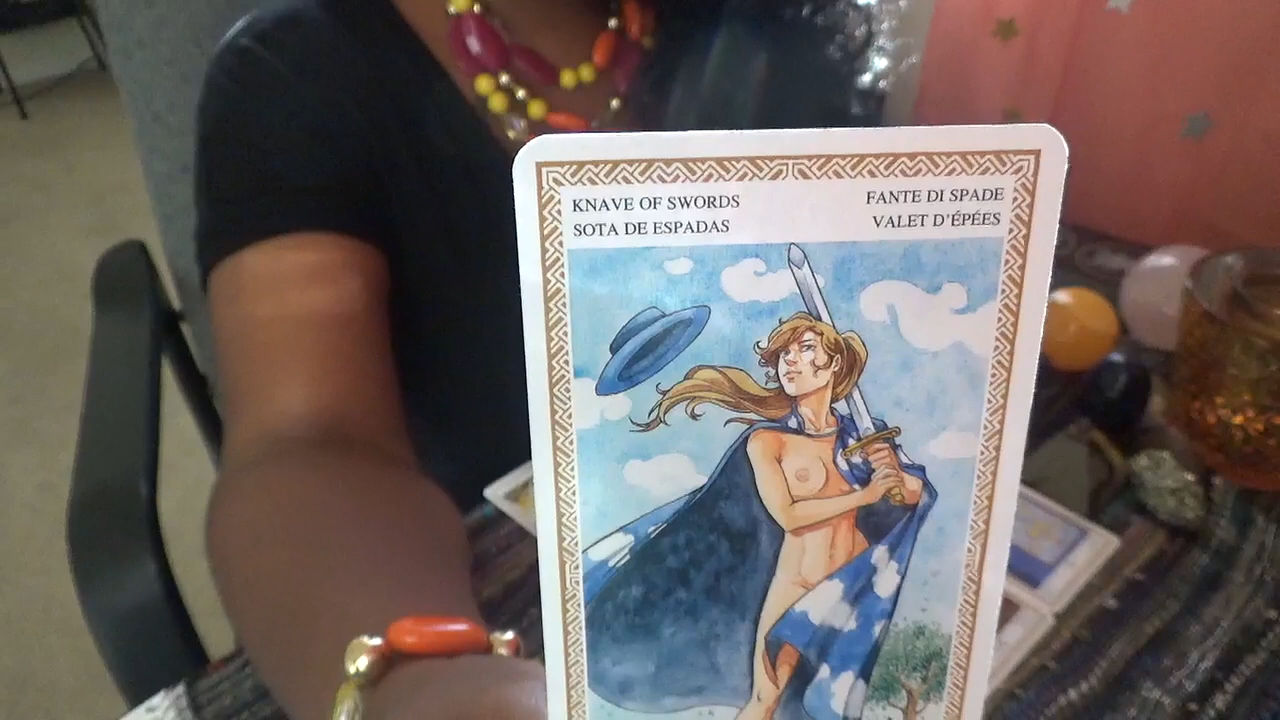 KNAVE OF SWORDS
SOTA DE ESPADAS
FANTE DI SPADE
VALET D'ÉPÉES